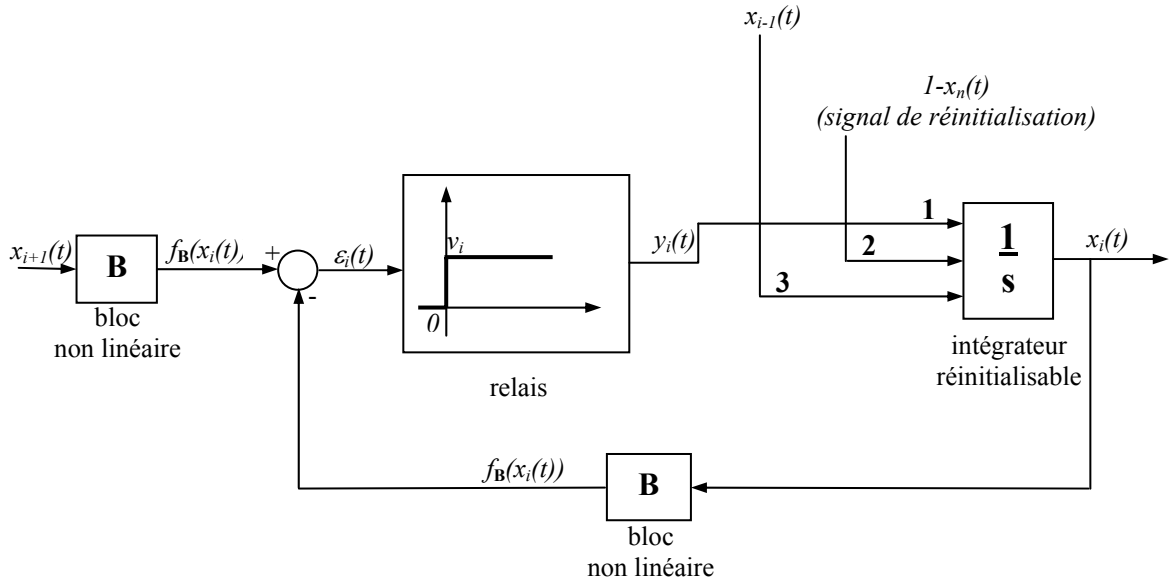 x_{i-1}(t)
1-x_n(t)
(signal de réinitialisation)
x_{i+1}(t)
B
f_B(x_i(t),
+
-
ε_i(t)
v_i
0
y_i(t)
1
2
3
1
s
x_i(t)
bloc
non linéaire
relais
intégrateur
réinitialisable
f_B(x_i(t))
B
bloc
non linéaire